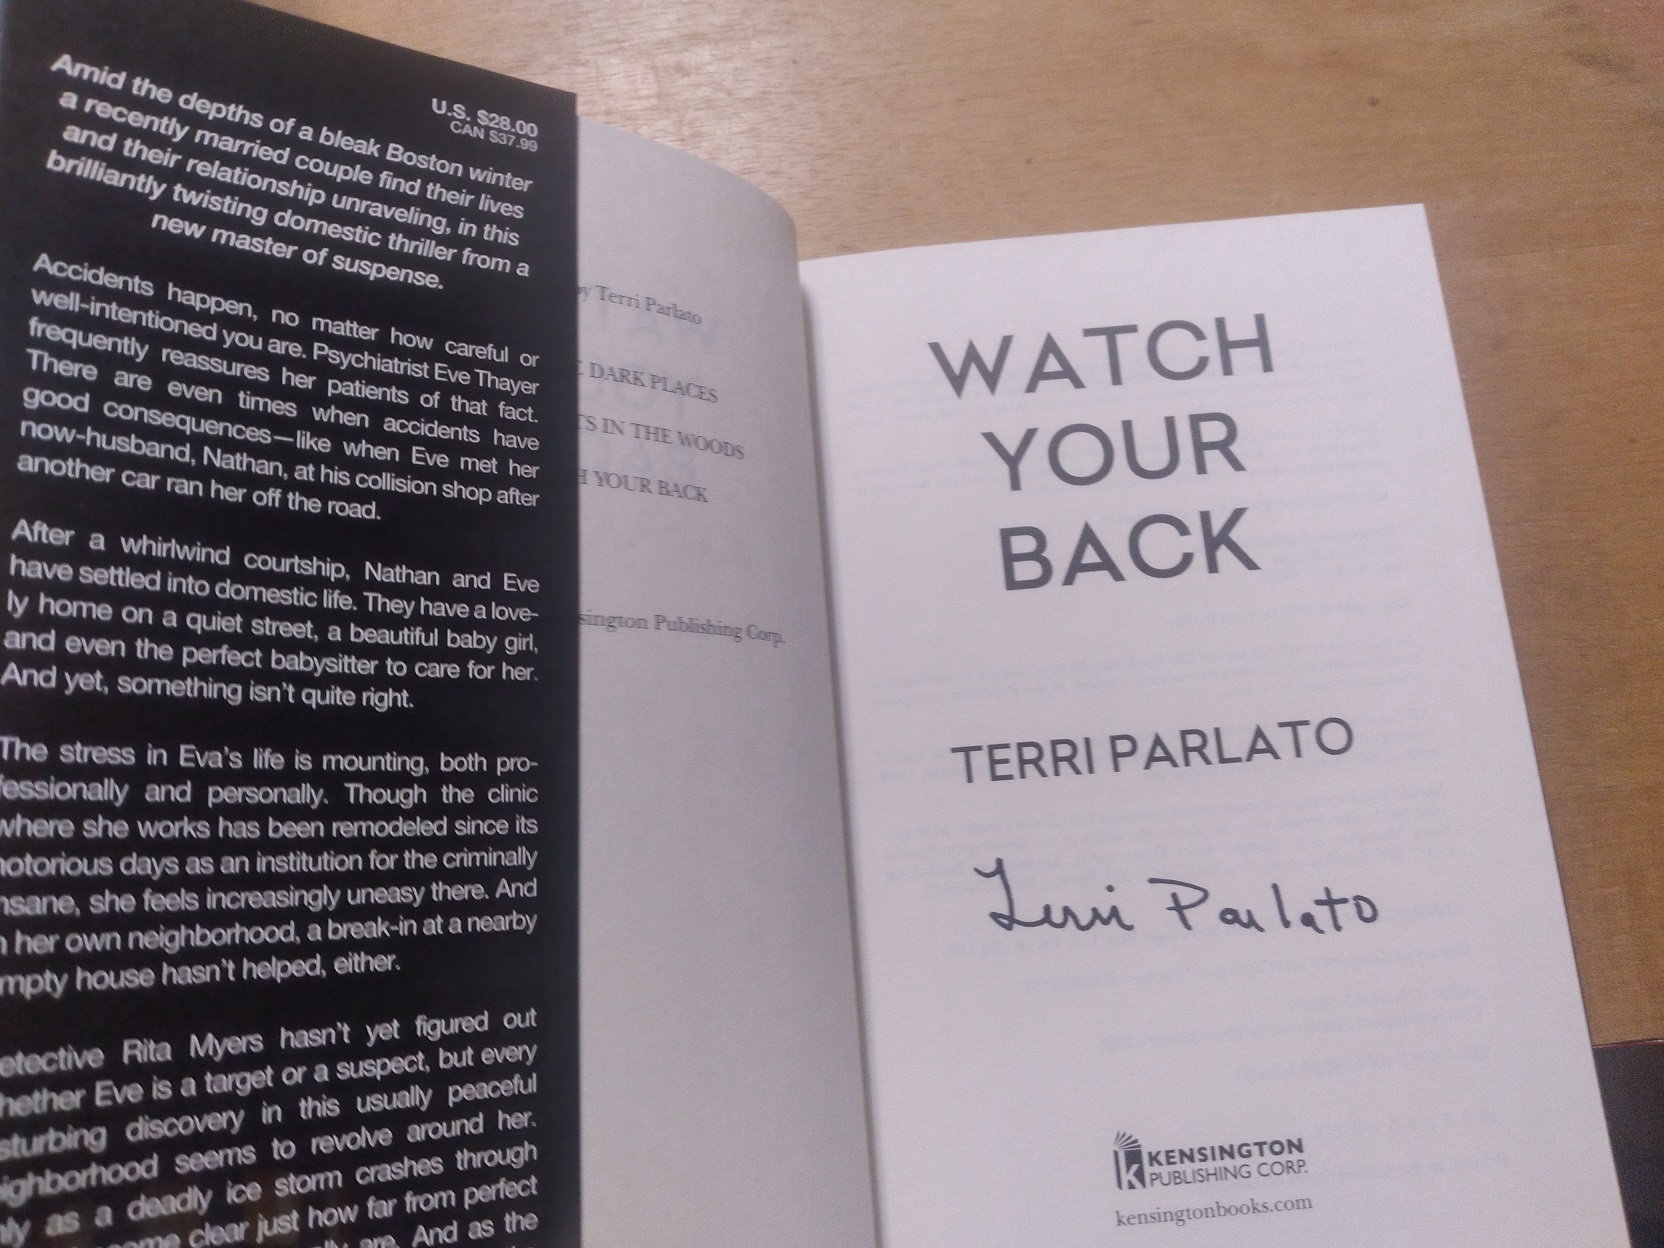 U.S. $28.00
CAN $37.99
Amid the depths of a bleak Boston winter
a recently married couple find their lives
and their relationship unraveling, in this
brilliantly twisting domestic thriller from a
new master of suspense.
Accidents happen, no matter how careful or
well-intentioned you are. Psychiatrist Eve Thayer
frequently reassures her patients of that fact.
There are even times when accidents have
good consequences—like when Eve met her
now-husband, Nathan, at his collision shop after
another car ran her off the road.
After a whirlwind courtship, Nathan and Eve
have settled into domestic life. They have a love-
ly home on a quiet street, a beautiful baby girl,
and even the perfect babysitter to care for her.
And yet, something isn't quite right.
The stress in Eva's life is mounting, both pro-
fessionally and personally. Though the clinic
where she works has been remodeled since its
notorious days as an institution for the criminally
nsane, she feels increasingly uneasy there. And
n her own neighborhood, a break-in at a nearby
mpty house hasn't helped, either.
etective Rita Myers hasn't yet figured out
hether Eve is a target or a suspect, but every
sturbing discovery in this usually peaceful
ighborhood seems to revolve around her.
nly as a deadly ice storm crashes through
ome clear just how far from perfect
lly are. And as the
y Terri Parlato
E DARK PLACES
TS IN THE WOODS
H YOUR BACK
sington Publishing Corp.
WATCH
YOUR
BACK
TERRI PARLATO
Terri Parlato
KENSINGTON
PUBLISHING CORP.
kensingtonbooks.com